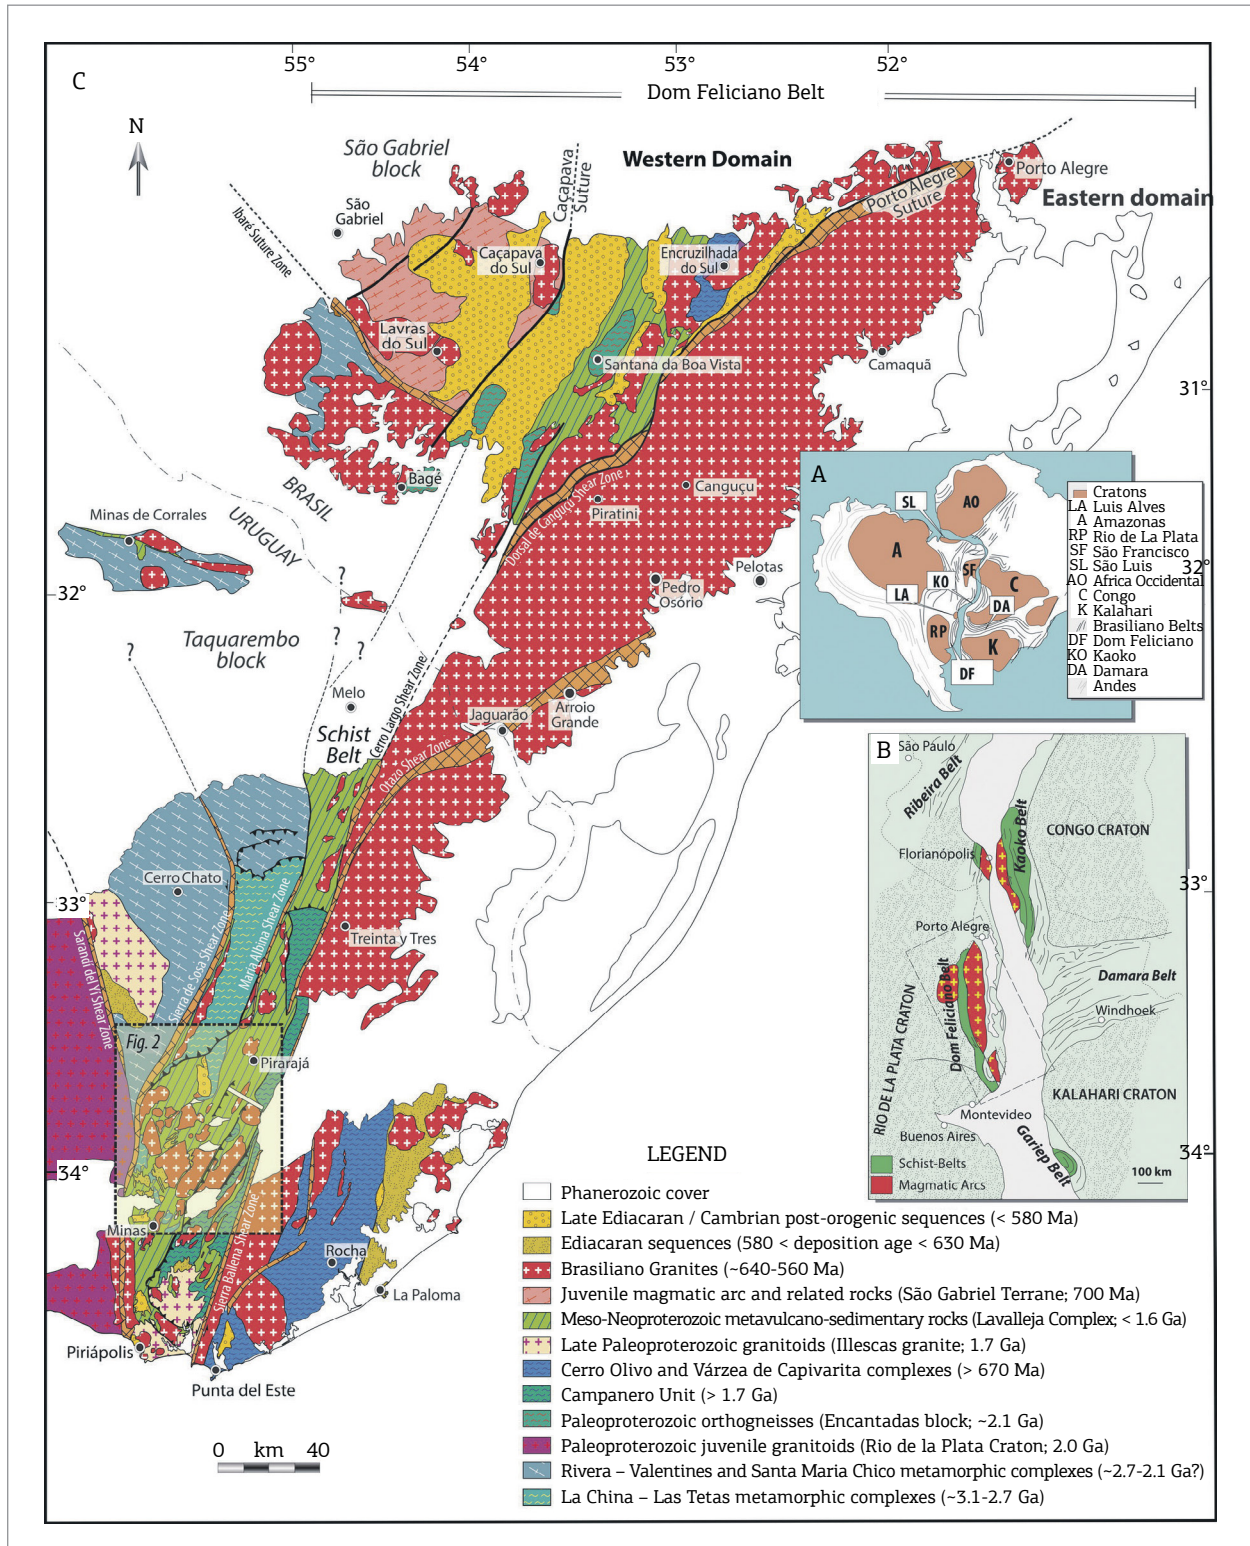 C
55°
54°
53°
52°
Dom Feliciano Belt
N
São Gabriel
block
Caçapava
Suture
Western Domain
Porto Alegre
Suture
Porto Alegre
Eastern domain
São
Gabriel
Ibaré Suture Zone
Caçapava
do Sul
Encruzilhada
do Sul
Lavras
do Sul
Santana da Boa Vista
Camaquã
31°
Bagé
Dorsal de Canguçu Shear Zone
Canguçu
Piratini
BRASIL
URUGUAY
Minas de Corrales
32°
?
Pelotas
Pedro
Osório
Taquarembo
block
?
?
Melo
Cerro Largo Shear Zone
Arroio
Grande
Jaguarão
Schist
Belt
Otazo Shear Zone
Cerro Chato
33°
Sarandí del Yí Shear Zone
Sierra de Sosa Shear Zone
María Albina Shear Zone
Treinta y Tres
Fig. 2
Pirarajá
34°
Minas
Sierra Ballena Shear Zone
Rocha
La Paloma
Piriápolis
Punta del Este
0 km 40
A
SL
AO
A
KO
SF
C
LA
DA
RP
K
DF
Cratons
LA Luis Alves
A Amazonas
RP Rio de La Plata
SF São Francisco
SL São Luis
AO Africa Occidental
C Congo
K Kalahari
Brasiliano Belts
DF Dom Feliciano
KO Kaoko
DA Damara
Andes
32°
B
São Paulo
Ribeira Belt
Kaoko Belt
CONGO CRATON
Florianópolis
33°
Porto Alegre
Dom Feliciano Belt
Damara Belt
Windhoek
RIO DE LA PLATA CRATON
KALAHARI CRATON
Montevideo
Buenos Aires
Gariep Belt
34°
Schist-Belts
Magmatic Arcs
100 km
LEGEND
Phanerozoic cover
Late Ediacaran / Cambrian post-orogenic sequences (< 580 Ma)
Ediacaran sequences (580 < deposition age < 630 Ma)
Brasiliano Granites (~640-560 Ma)
Juvenile magmatic arc and related rocks (São Gabriel Terrane; 700 Ma)
Meso-Neoproterozoic metavulcano-sedimentary rocks (Lavalleja Complex; < 1.6 Ga)
Late Paleoproterozoic granitoids (Illescas granite; 1.7 Ga)
Cerro Olivo and Várzea de Capivarita complexes (> 670 Ma)
Campanero Unit (> 1.7 Ga)
Paleoproterozoic orthogneisses (Encantadas block; ~2.1 Ga)
Paleoproterozoic juvenile granitoids (Rio de la Plata Craton; 2.0 Ga)
Rivera – Valentines and Santa Maria Chico metamorphic complexes (~2.7-2.1 Ga?)
La China – Las Tetas metamorphic complexes (~3.1-2.7 Ga)